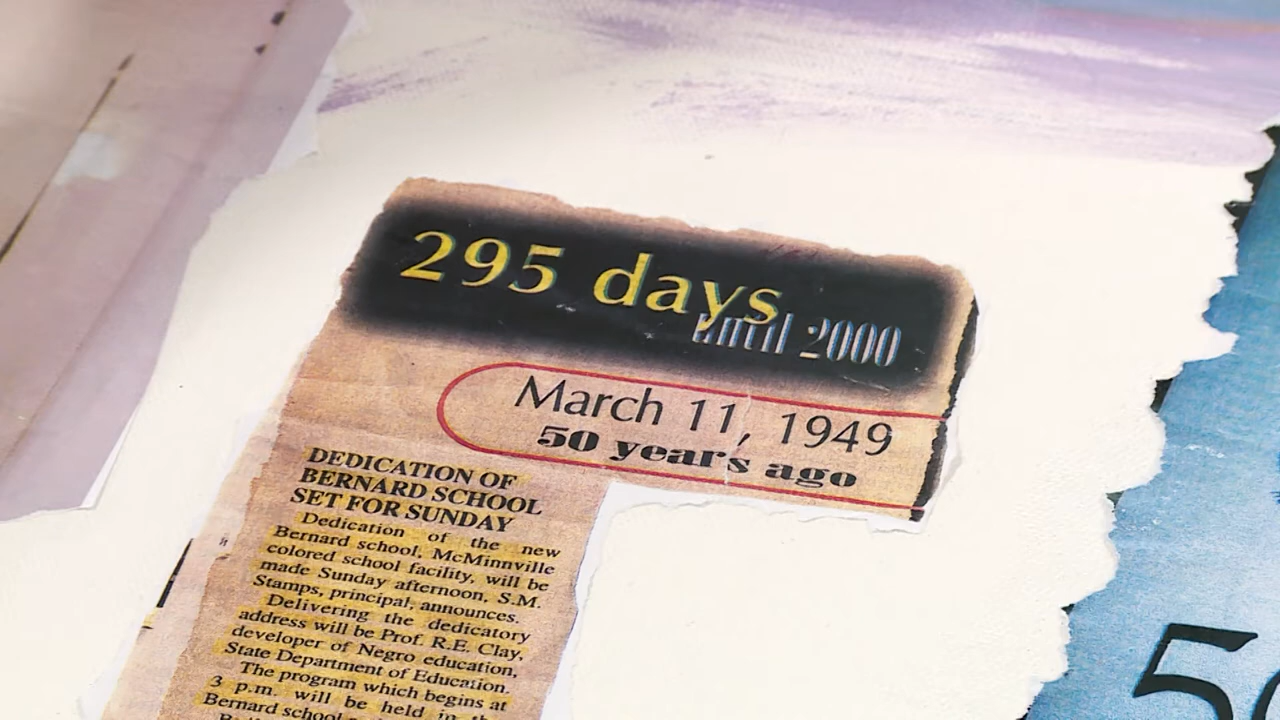 295 days
until 2000
March 11, 1949
50 years ago
DEDICATION OF
BERNARD SCHOOL
SET FOR SUNDAY
Dedication of the new
Bernard school, McMinnville
colored school facility, will be
made Sunday afternoon, S.M.
Stamps, principal, announces.
Delivering the dedicatory
address will be Prof. R.E. Clay,
developer of Negro education,
State Department of Education.
The program which begins at
3 p.m. will be held in the
Bernard school
50